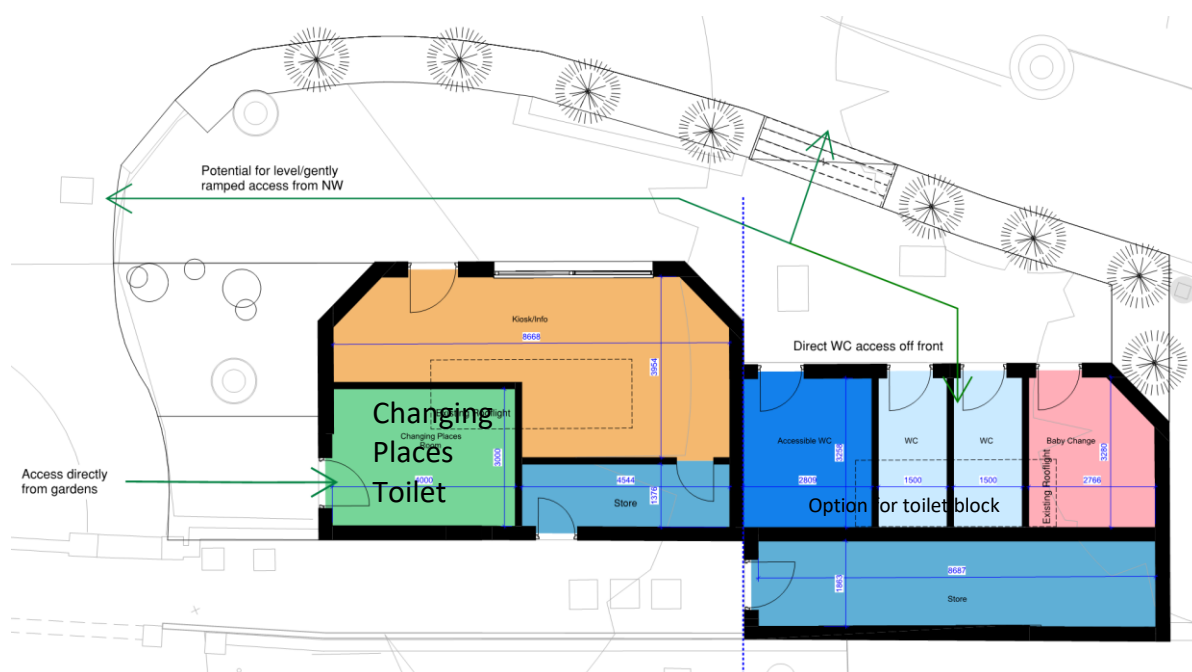 Potential for level/gently
ramped access from NW
Kiosk/Info
8668
3954
Direct WC access off front
Changing
Places
Toilet
Existing Rooflight
Changing Places
Room
3000
4000
Access directly
from gardens
4544
1376
Store
Accessible WC
3250
2809
WC
1500
WC
1500
Baby Change
3280
2766
Existing Rooflight
Option for toilet block
8687
1863
Store